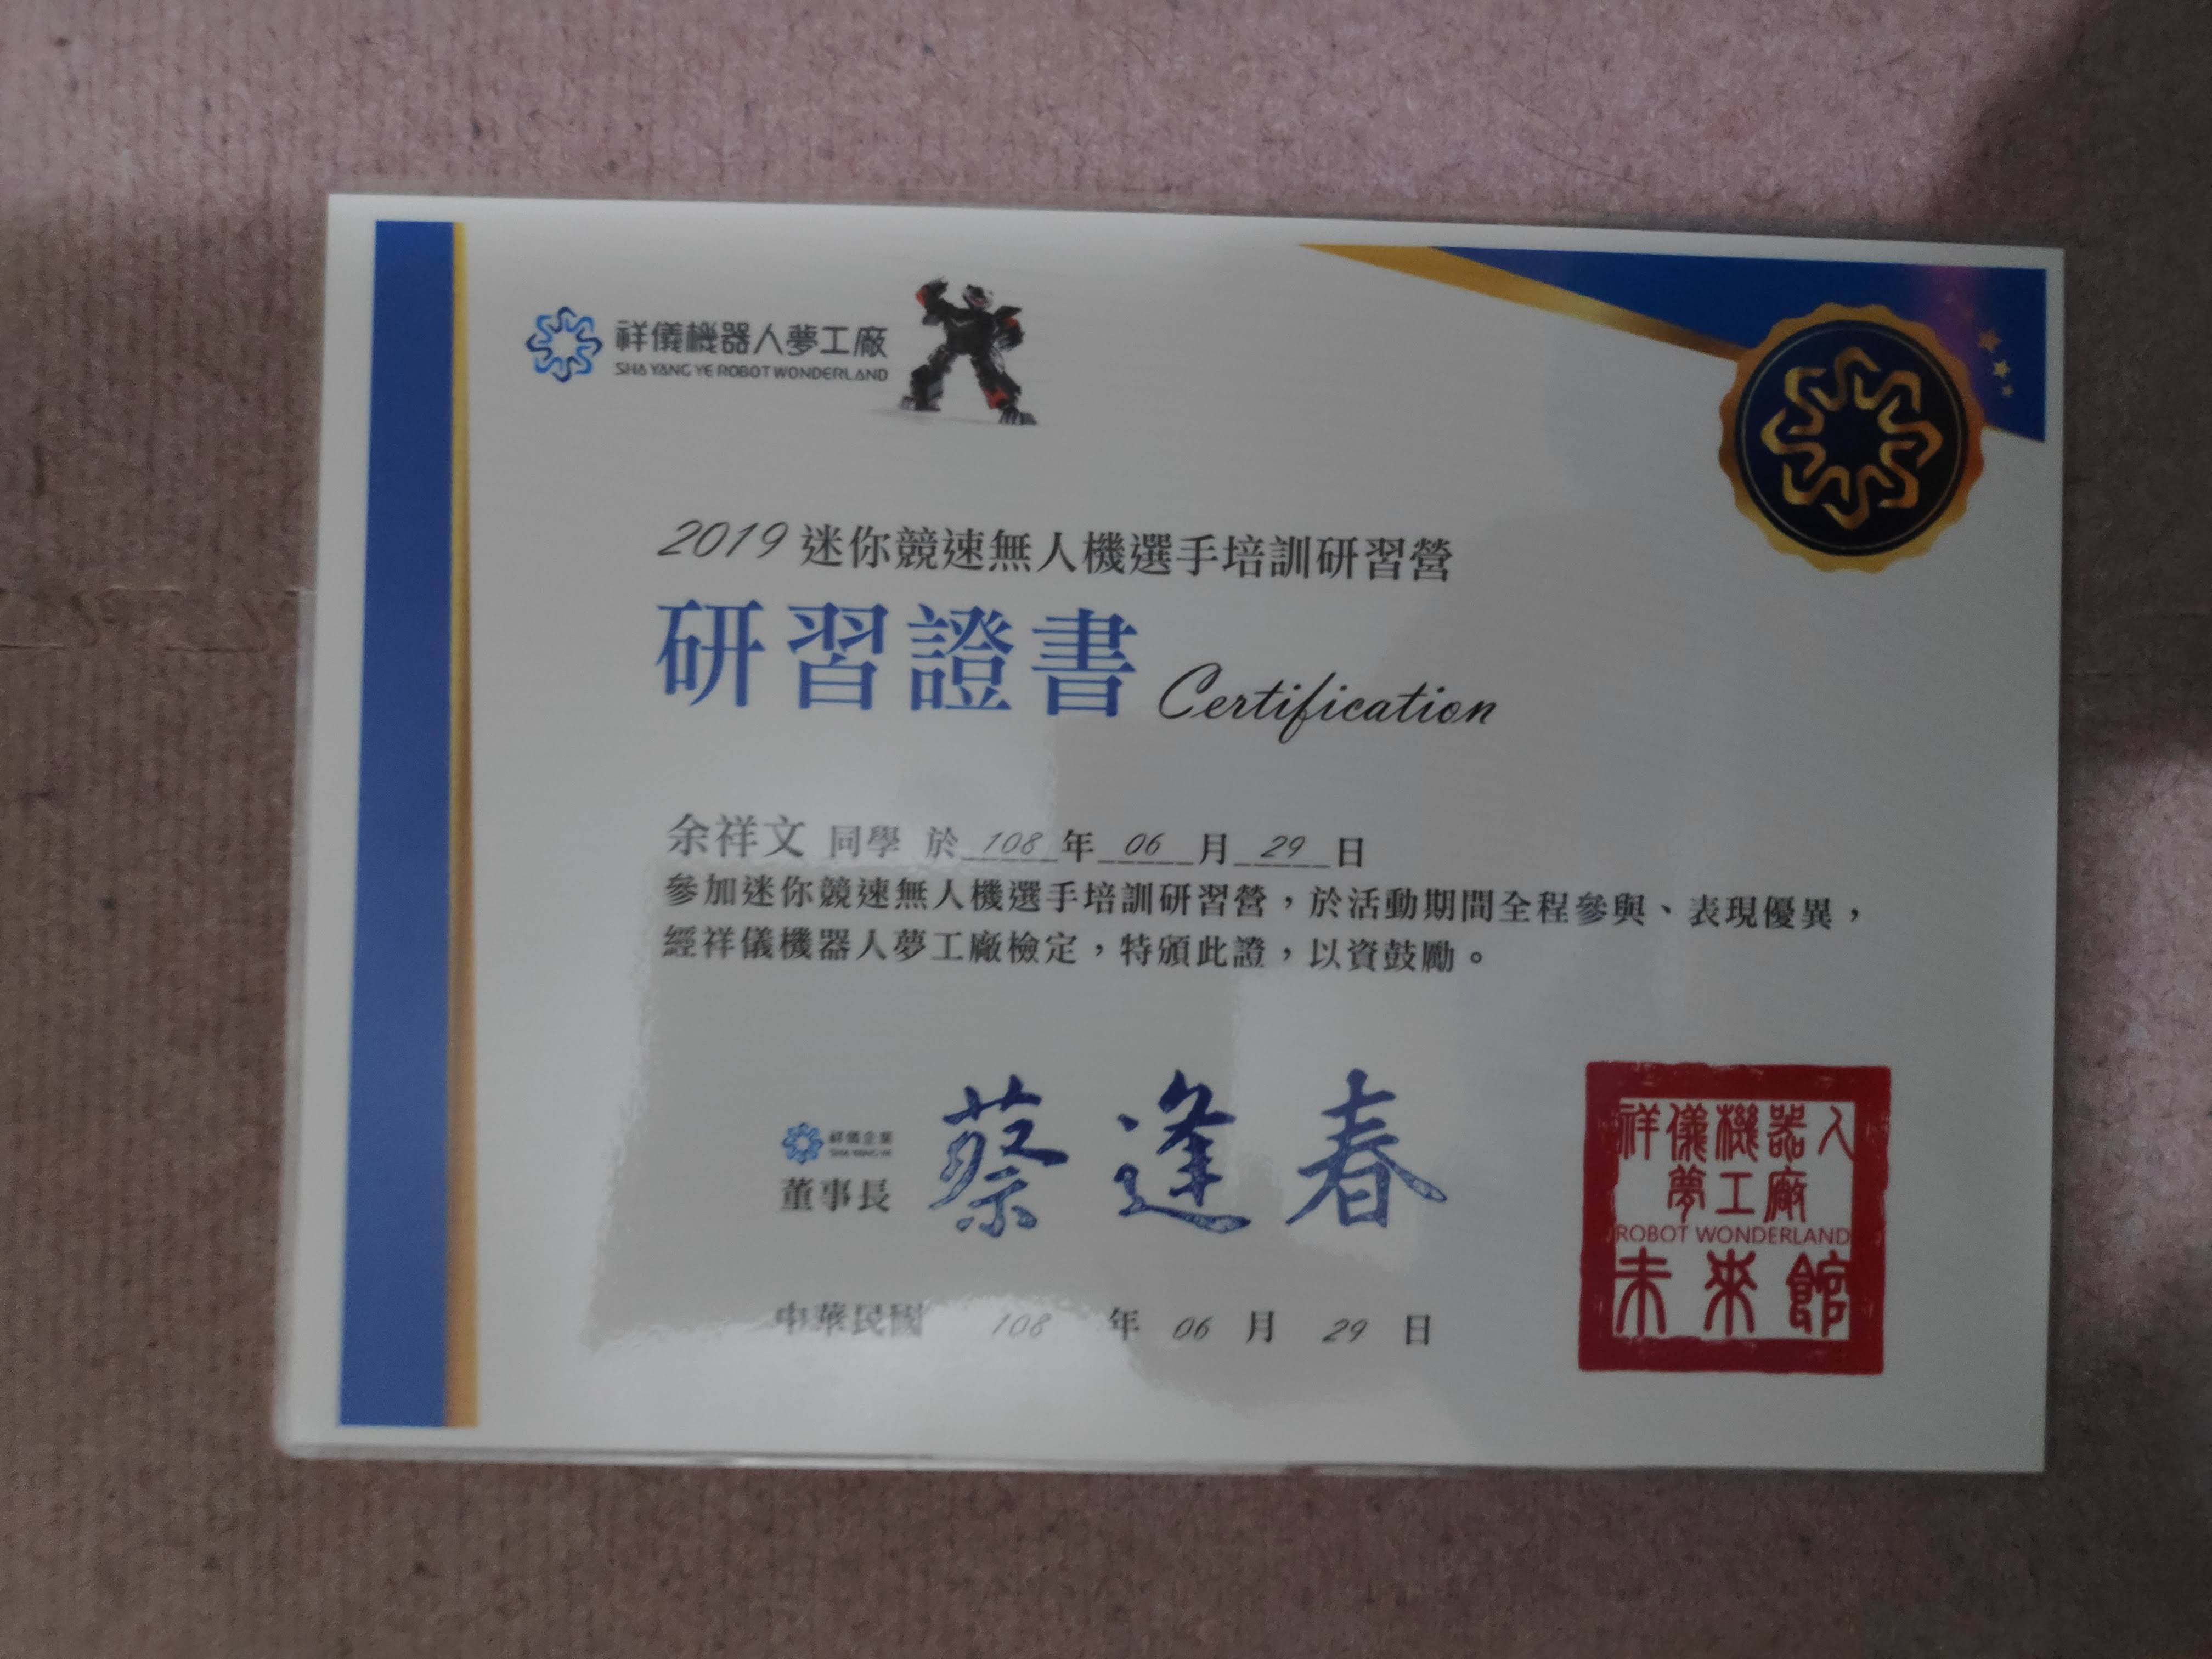 祥儀機器人夢工廠
SHA YANG YE ROBOT WONDERLAND
2019 迷你競速無人機選手培訓研習營
研習證書 Certification
余祥文 同學 於 108 年 06 月 29 日
參加迷你競速無人機選手培訓研習營，於活動期間全程參與、表現優異，
經祥儀機器人夢工廠檢定，特頒此證，以資鼓勵。
祥儀企業
SHA YANG YE
董事長 蔡逢春
中華民國 108 年 06 月 29 日
祥儀機器人
夢工廠
ROBOT WONDERLAND
未來館